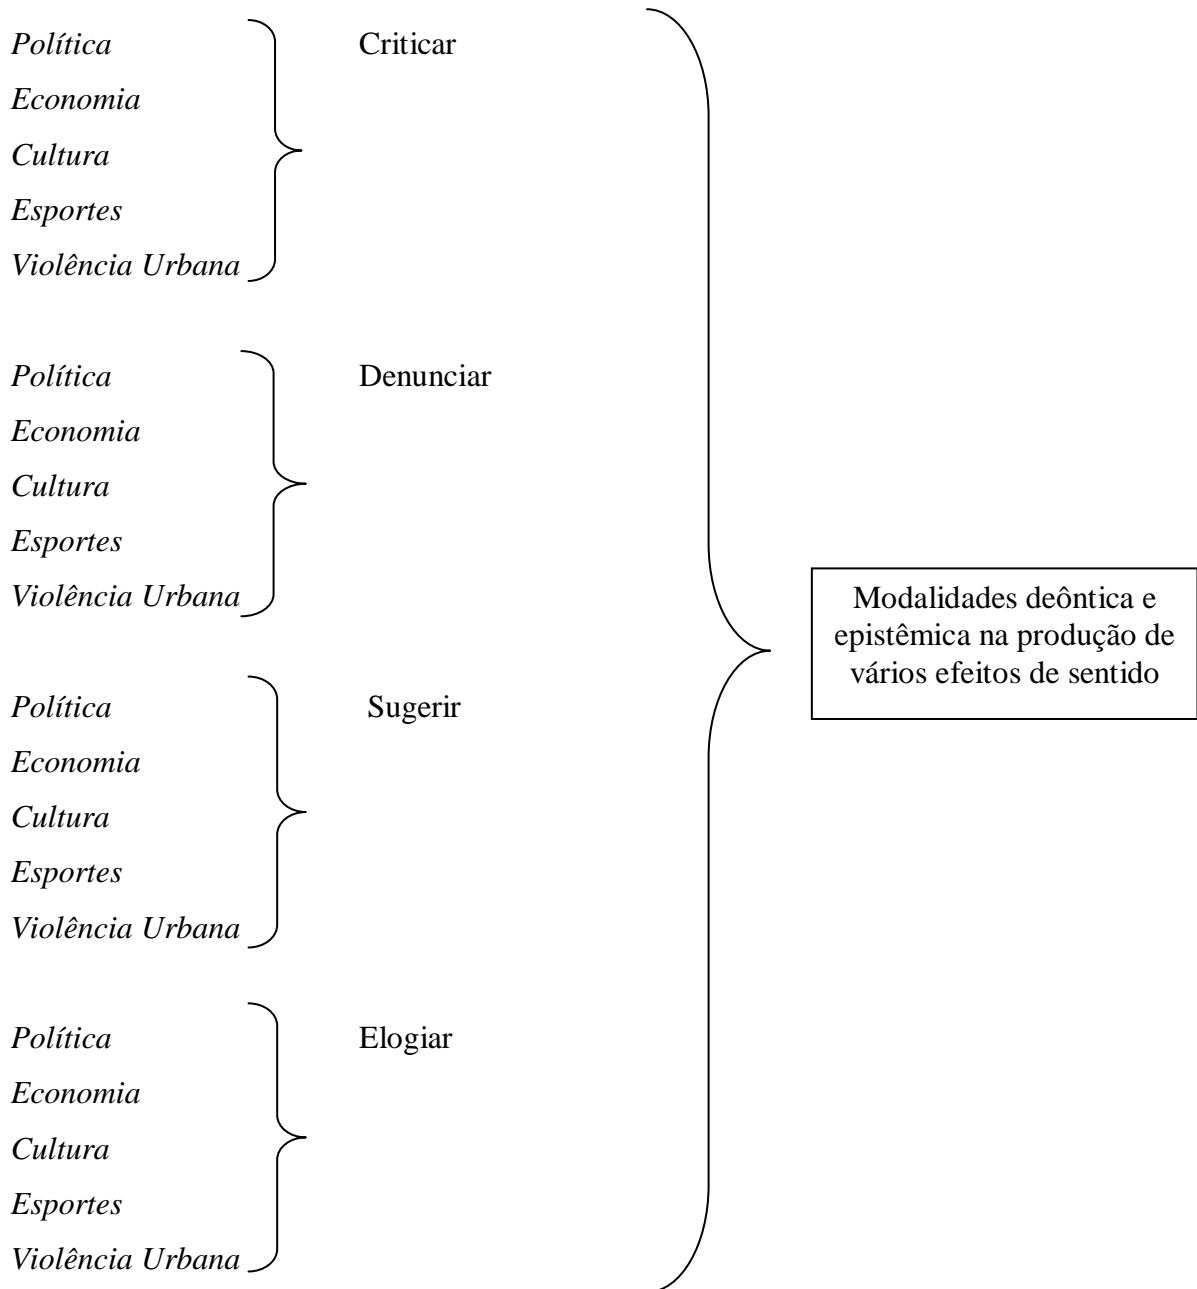 Política
Criticar
Economia
Cultura
Esportes
Violência Urbana
Política
Denunciar
Economia
Cultura
Esportes
Violência Urbana
Política
Sugerir
Economia
Cultura
Esportes
Violência Urbana
Política
Elogiar
Economia
Cultura
Esportes
Violência Urbana
Modalidades deôntica e
epistêmica na produção de
vários efeitos de sentido